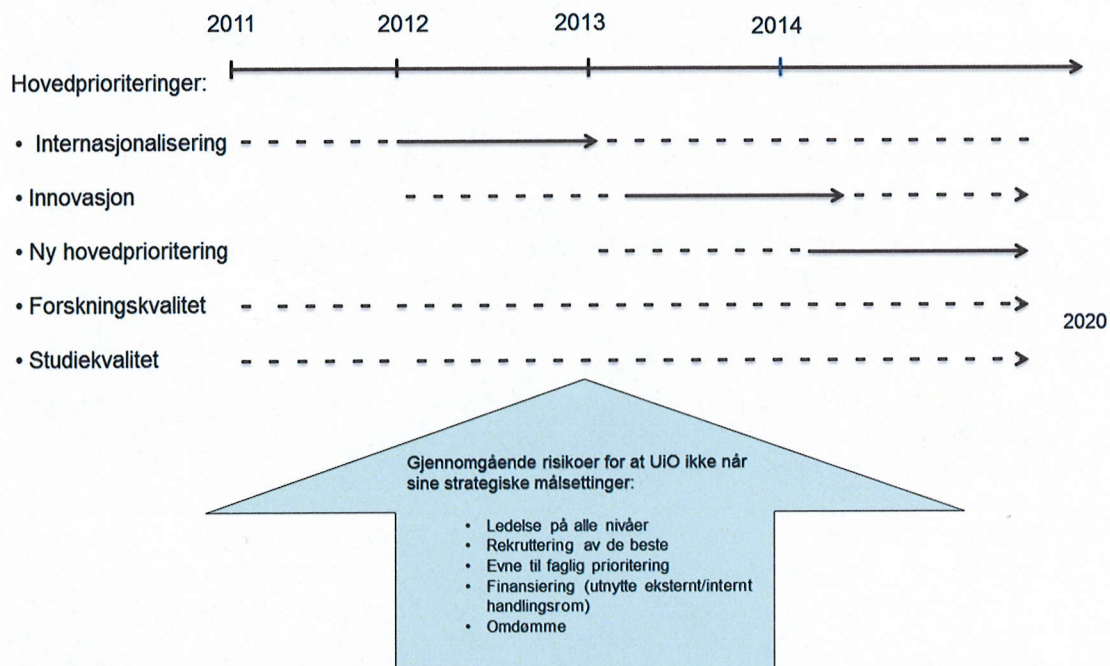 2011 2012 2013 2014
Hovedprioriteringer:
• Internasjonalisering
• Innovasjon
• Ny hovedprioritering
• Forskningskvalitet
2020
• Studiekvalitet
Gjennomgående risikoer for at UiO ikke når
sine strategiske målsettinger:
• Ledelse på alle nivåer
• Rekruttering av de beste
• Evne til faglig prioritering
• Finansiering (utnytte eksternt/internt
handlingsrom)
• Omdømme